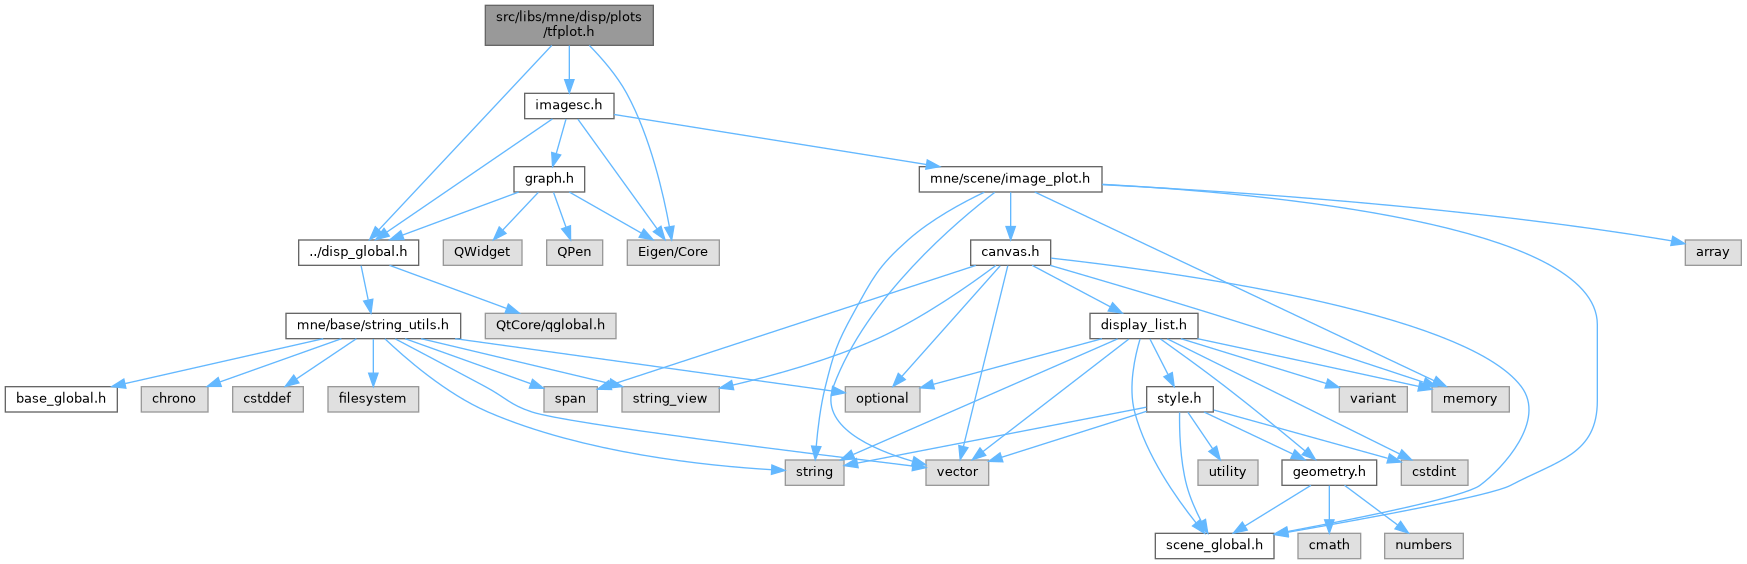 src/libs/mne/disp/plots
/tfplot.h
imagesc.h
graph.h
mne/scene/image_plot.h
../disp_global.h
QWidget
QPen
Eigen/Core
canvas.h
array
mne/base/string_utils.h
QtCore/qglobal.h
display_list.h
base_global.h
chrono
cstddef
filesystem
span
string_view
optional
style.h
variant
memory
string
vector
utility
geometry.h
cstdint
scene_global.h
cmath
numbers